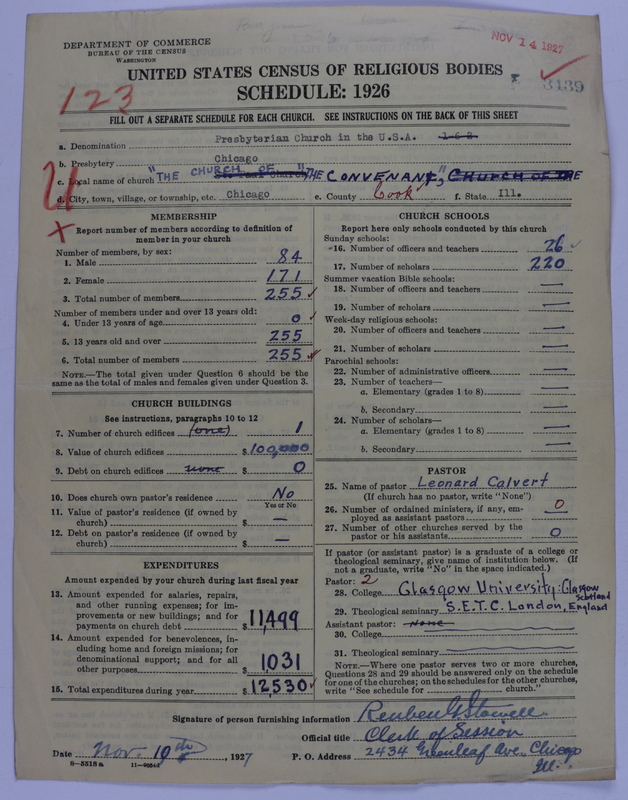 NOV 14 1927
DEPARTMENT OF COMMERCE
BUREAU OF THE CENSUS
WASHINGTON
UNITED STATES CENSUS OF RELIGIOUS BODIES
3139
SCHEDULE: 1926
123
FILL OUT A SEPARATE SCHEDULE FOR EACH CHURCH. SEE INSTRUCTIONS ON THE BACK OF THIS SHEET
a. Denomination Presbyterian Church in the U.S.A. 1-6-2
b. Presbytery Chicago
c. Local name of church "THE CHURCH OF "THE CONVENANT", CHURCH OF THE
d. City, town, village, or township, etc. Chicago e. County Cook f. State Ill.
MEMBERSHIP
Report number of members according to definition of member in your church
Number of members, by sex:
1. Male 84
2. Female 171
3. Total number of members 255
Number of members under and over 13 years old:
4. Under 13 years of age 0
5. 13 years old and over 255
6. Total number of members 255
NOTE.—The total given under Question 6 should be the same as the total of males and females given under Question 3.
CHURCH BUILDINGS
See instructions, paragraphs 10 to 12
7. Number of church edifices (one) 1
8. Value of church edifices $100,000
9. Debt on church edifices none $ 0
10. Does church own pastor's residence No
Yes or No
11. Value of pastor's residence (if owned by church) $ —
12. Debt on pastor's residence (if owned by church) $ —
EXPENDITURES
Amount expended by your church during last fiscal year
13. Amount expended for salaries, repairs, and other running expenses; for improvements or new buildings; and for payments on church debt $ 11,499
14. Amount expended for benevolences, including home and foreign missions; for denominational support; and for all other purposes $ 1031
15. Total expenditures during year $ 12,530
CHURCH SCHOOLS
Report here only schools conducted by this church
Sunday schools:
16. Number of officers and teachers 26
17. Number of scholars 220
Summer vacation Bible schools:
18. Number of officers and teachers —
19. Number of scholars —
Week-day religious schools:
20. Number of officers and teachers —
21. Number of scholars —
Parochial schools:
22. Number of administrative officers —
23. Number of teachers—
a. Elementary (grades 1 to 8) —
b. Secondary —
24. Number of scholars—
a. Elementary (grades 1 to 8) —
b. Secondary —
PASTOR
25. Name of pastor Leonard Calvert
(If church has no pastor, write "None")
26. Number of ordained ministers, if any, employed as assistant pastors 0
27. Number of other churches served by the pastor or his assistants 0
If pastor (or assistant pastor) is a graduate of a college or theological seminary, give name of institution below. (If not a graduate, write "No" in the space indicated.)
Pastor: 2
28. College Glasgow University: Glasgow Scotland
29. Theological seminary S.E.T.C. London, England
Assistant pastor: None
30. College
31. Theological seminary
NOTE.—Where one pastor serves two or more churches, Questions 28 and 29 should be answered only on the schedule for one of the churches; on the schedules for the other churches, write "See schedule for church."
Signature of person furnishing information Reuben G. Stowell
Official title Clerk of Session
Date Nov. 10th, 1927 P. O. Address 2434 Greenleaf Ave., Chicago
Ill.
8-5518a